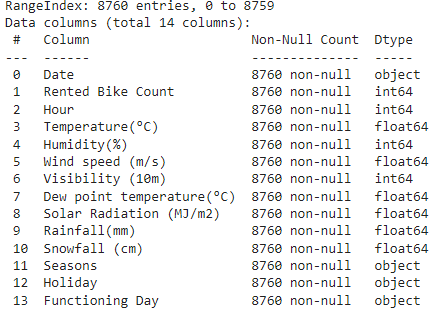 RangeIndex: 8760 entries, 0 to 8759
Data columns (total 14 columns):
 #   Column                     Non-Null Count  Dtype
---  ------                     --------------  -----
 0   Date                       8760 non-null   object
 1   Rented Bike Count          8760 non-null   int64
 2   Hour                       8760 non-null   int64
 3   Temperature(°C)            8760 non-null   float64
 4   Humidity(%)                8760 non-null   int64
 5   Wind speed (m/s)           8760 non-null   float64
 6   Visibility (10m)           8760 non-null   int64
 7   Dew point temperature(°C)  8760 non-null   float64
 8   Solar Radiation (MJ/m2)    8760 non-null   float64
 9   Rainfall(mm)               8760 non-null   float64
 10  Snowfall (cm)              8760 non-null   float64
 11  Seasons                    8760 non-null   object
 12  Holiday                    8760 non-null   object
 13  Functioning Day            8760 non-null   object